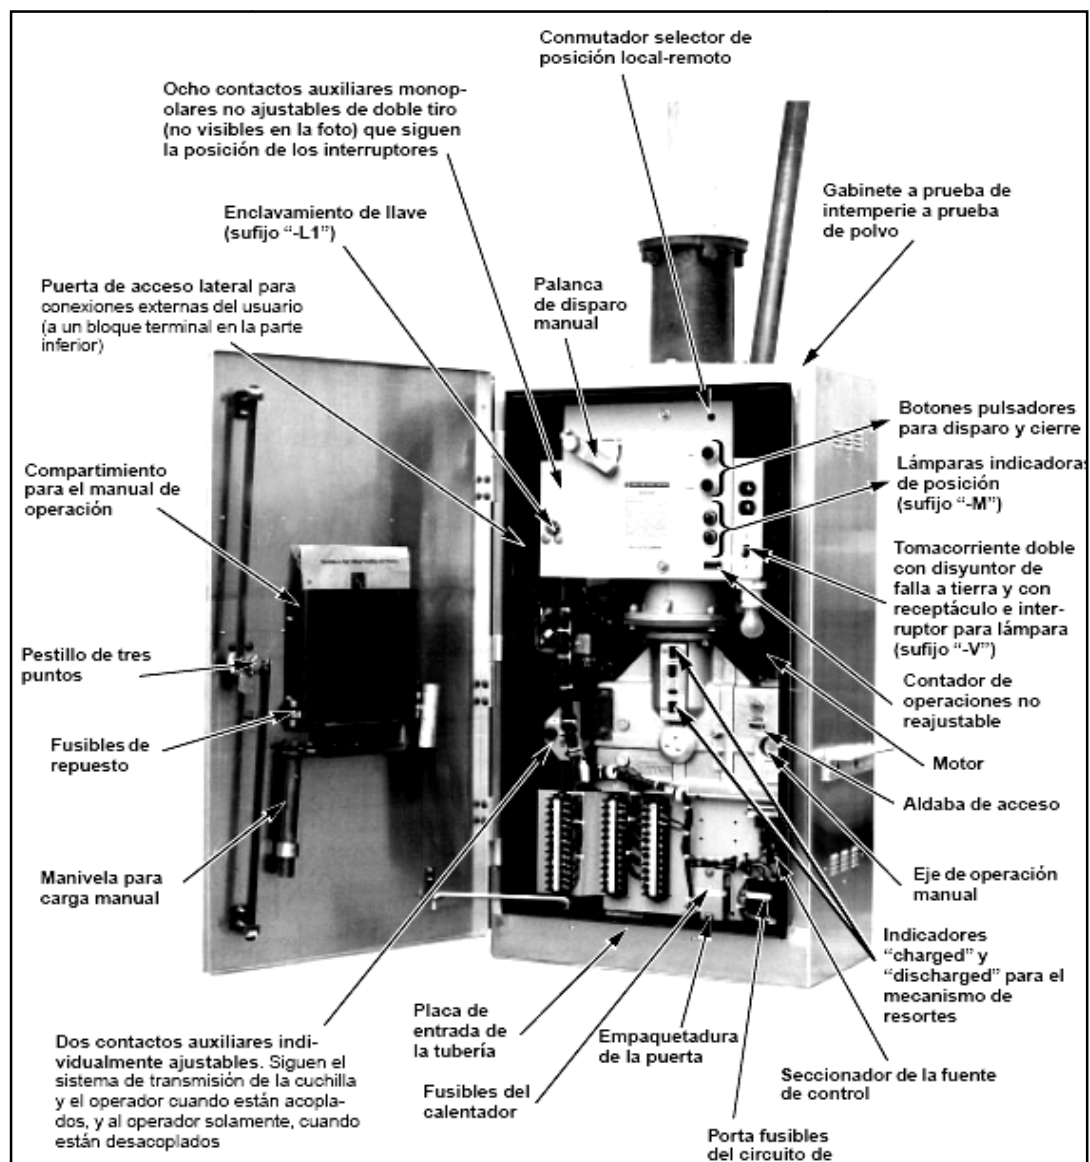 Conmutador selector de
posición local-remoto
Ocho contactos auxiliares monop-
olares no ajustables de doble tiro
(no visibles en la foto) que siguen
la posición de los interruptores
Gabinete a prueba de
intemperie a prueba
de polvo
Enclavamiento de llave
(sufijo “-L1”)
Palanca
de disparo
manual
Puerta de acceso lateral para
conexiones externas del usuario
(a un bloque terminal en la parte
inferior)
Botones pulsadores
para disparo y cierre
Compartimiento
para el manual de
operación
Lámparas indicadoras
de posición
(sufijo “-M”)
Tomacorriente doble
con disyuntor de
falla a tierra y con
receptáculo e inter-
ruptor para lámpara
(sufijo “-V”)
Pestillo de tres
puntos
Contador de
operaciones no
reajustable
Fusibles de
repuesto
Motor
Aldaba de acceso
Manivela para
carga manual
Eje de operación
manual
Indicadores
“charged” y
“discharged” para el
mecanismo de
resortes
Placa de
entrada de
la tubería
Empaquetadura
de la puerta
Dos contactos auxiliares indi-
vidualmente ajustables. Siguen el
sistema de transmisión de la cuchilla
y el operador cuando están acopla-
dos, y al operador solamente, cuando
están desacoplados
Fusibles del
calentador
Seccionador de la fuente
de control
Porta fusibles
del circuito de